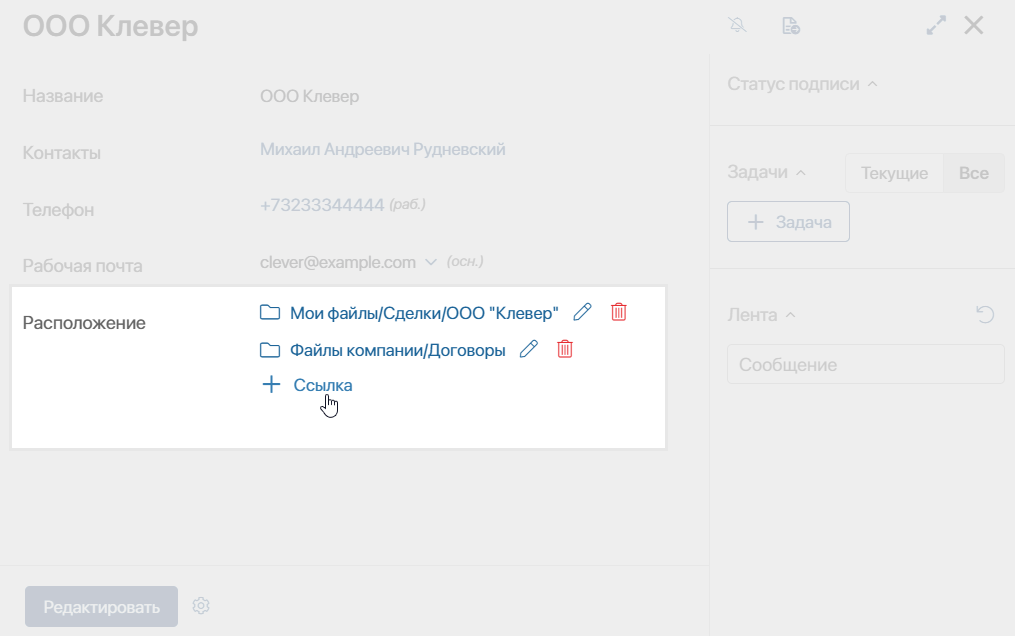 ООО Клевер
Название ООО Клевер
Контакты Михаил Андреевич Рудневский
Телефон +73233344444 (раб.)
Рабочая почта clever@example.com (осн.)
Расположение Мои файлы/Сделки/ООО "Клевер"
Файлы компании/Договоры
Ссылка
Редактировать
Статус подписи
Задачи Текущие Все
Задача
Лента
Сообщение